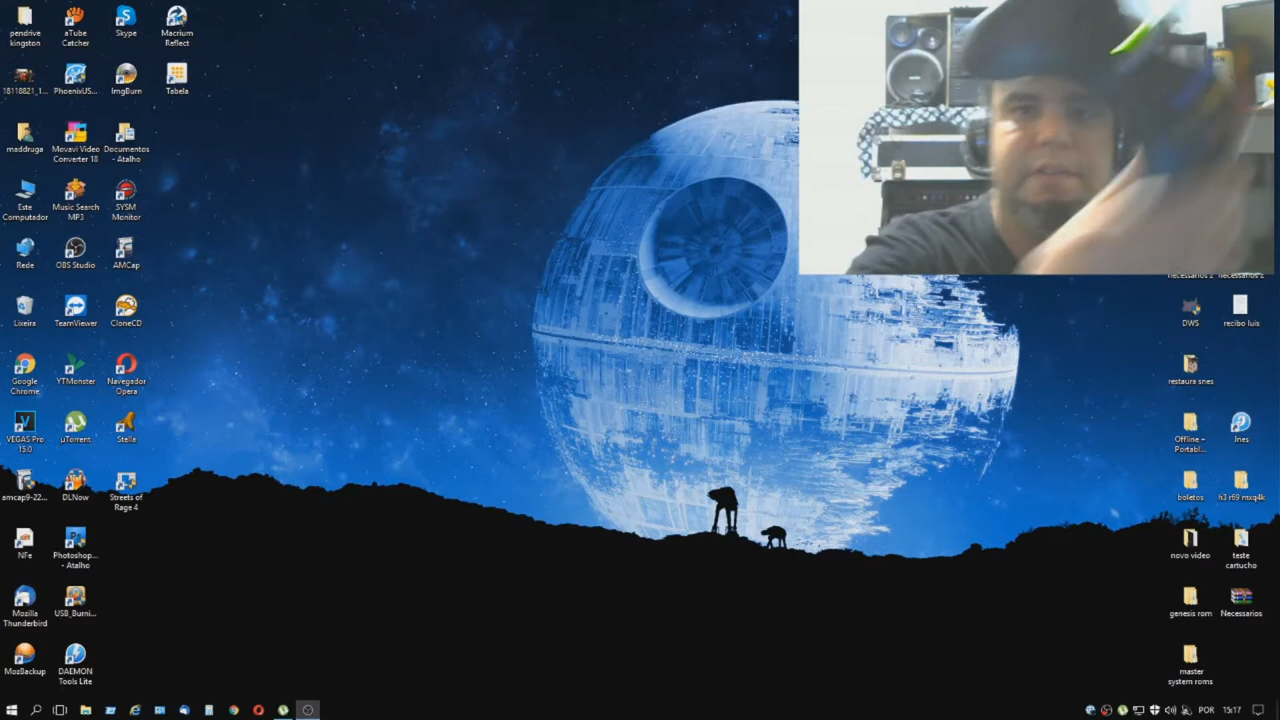 pendrive
kingston
aTube
Catcher
Skype
Macrium
Reflect
18118821_1...
PhoenixUS...
ImgBurn
Tabela
maddruga
Movavi Video
Converter 18
Documentos
- Atalho
Este
Computador
Music Search
MP3
SYSM
Monitor
Rede
OBS Studio
AMCap
Lixeira
TeamViewer
CloneCD
Google
Chrome
YTMonster
Navegador
Opera
VEGAS Pro
15.0
µTorrent
Stella
amcap9-22...
DLNow
Streets of
Rage 4
NFe
Photoshop...
- Atalho
Mozilla
Thunderbird
USB_Burni...
MozBackup
DAEMON
Tools Lite
necessarios 2
necessarios 2
DWS
recibo luis
restaura snes
Offline -
Portabl...
Jnes
boletos
h3 r69 mxq4k
novo video
teste
cartucho
genesis rom
Necessarios
master
system roms
POR
15:17